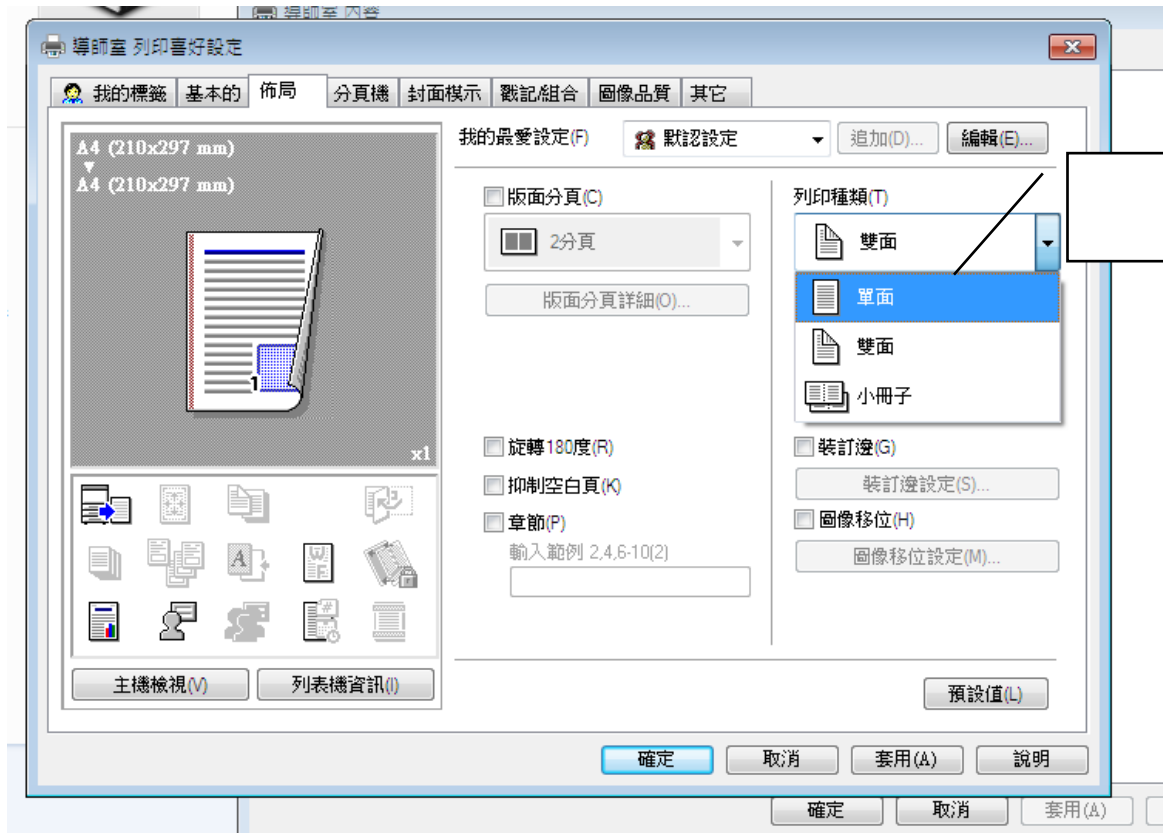 導師室 內容
導師室 列印喜好設定
我的標籤 基本的 佈局 分頁機 封面模示 戳記/組合 圖像品質 其它
A4 (210x297 mm)
A4 (210x297 mm)
1
x1
主機檢視(V) 列表機資訊(I)
我的最愛設定(F) 默認設定 追加(D)... 編輯(E)...
版面分頁(C)
2分頁
版面分頁詳細(O)...
旋轉180度(R)
抑制空白頁(K)
章節(P)
輸入範例 2,4,6-10(2)
列印種類(T)
雙面
單面
雙面
小冊子
裝訂邊(G)
裝訂邊設定(S)...
圖像移位(H)
圖像移位設定(M)...
預設值(L)
確定 取消 套用(A) 說明
確定 取消 套用(A)